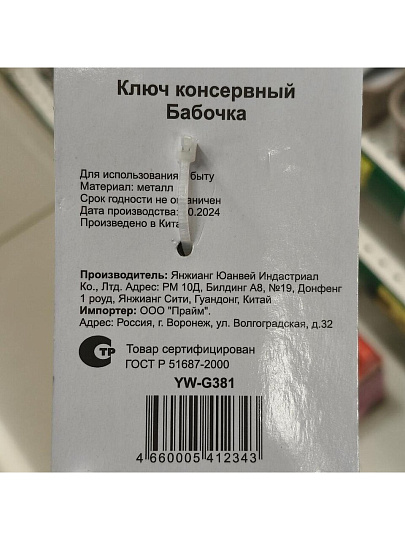 Ключ консервный
Бабочка
Для использования быту
Материал: металл
Срок годности не ограничен
Дата производства: 0.2024
Произведено в Кита
Производитель: Янжианг Юанвей Индастриал
Ко., Лтд. Адрес: РМ 10Д, Билдинг А8, №19, Донфенг
1 роуд, Янжианг Сити, Гуандонг, Китай
Импортер: ООО "Прайм".
Адрес: Россия, г. Воронеж, ул. Волгоградская, д.32
СТР
Товар сертифицирован
ГОСТ Р 51687-2000
YW-G381
4 660005 412343